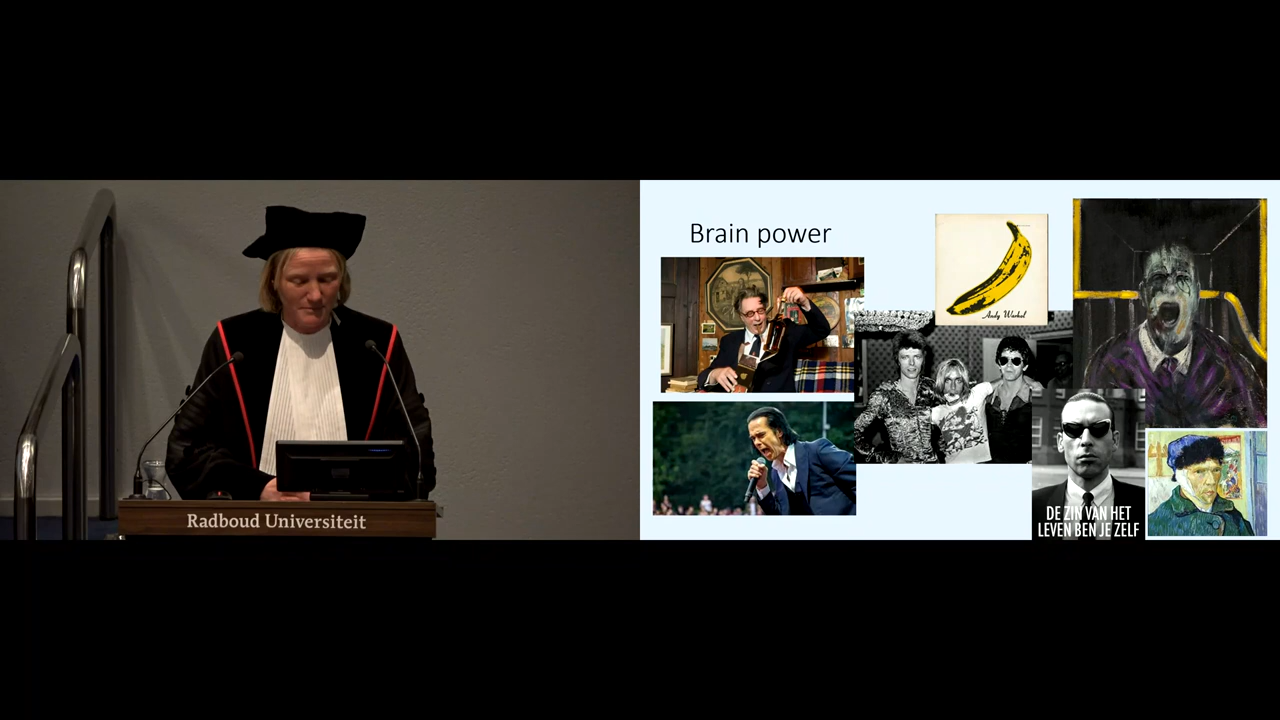 Radboud Universiteit
Brain power
Andy Warhol
DE ZIN VAN HET
LEVEN BEN JE ZELF